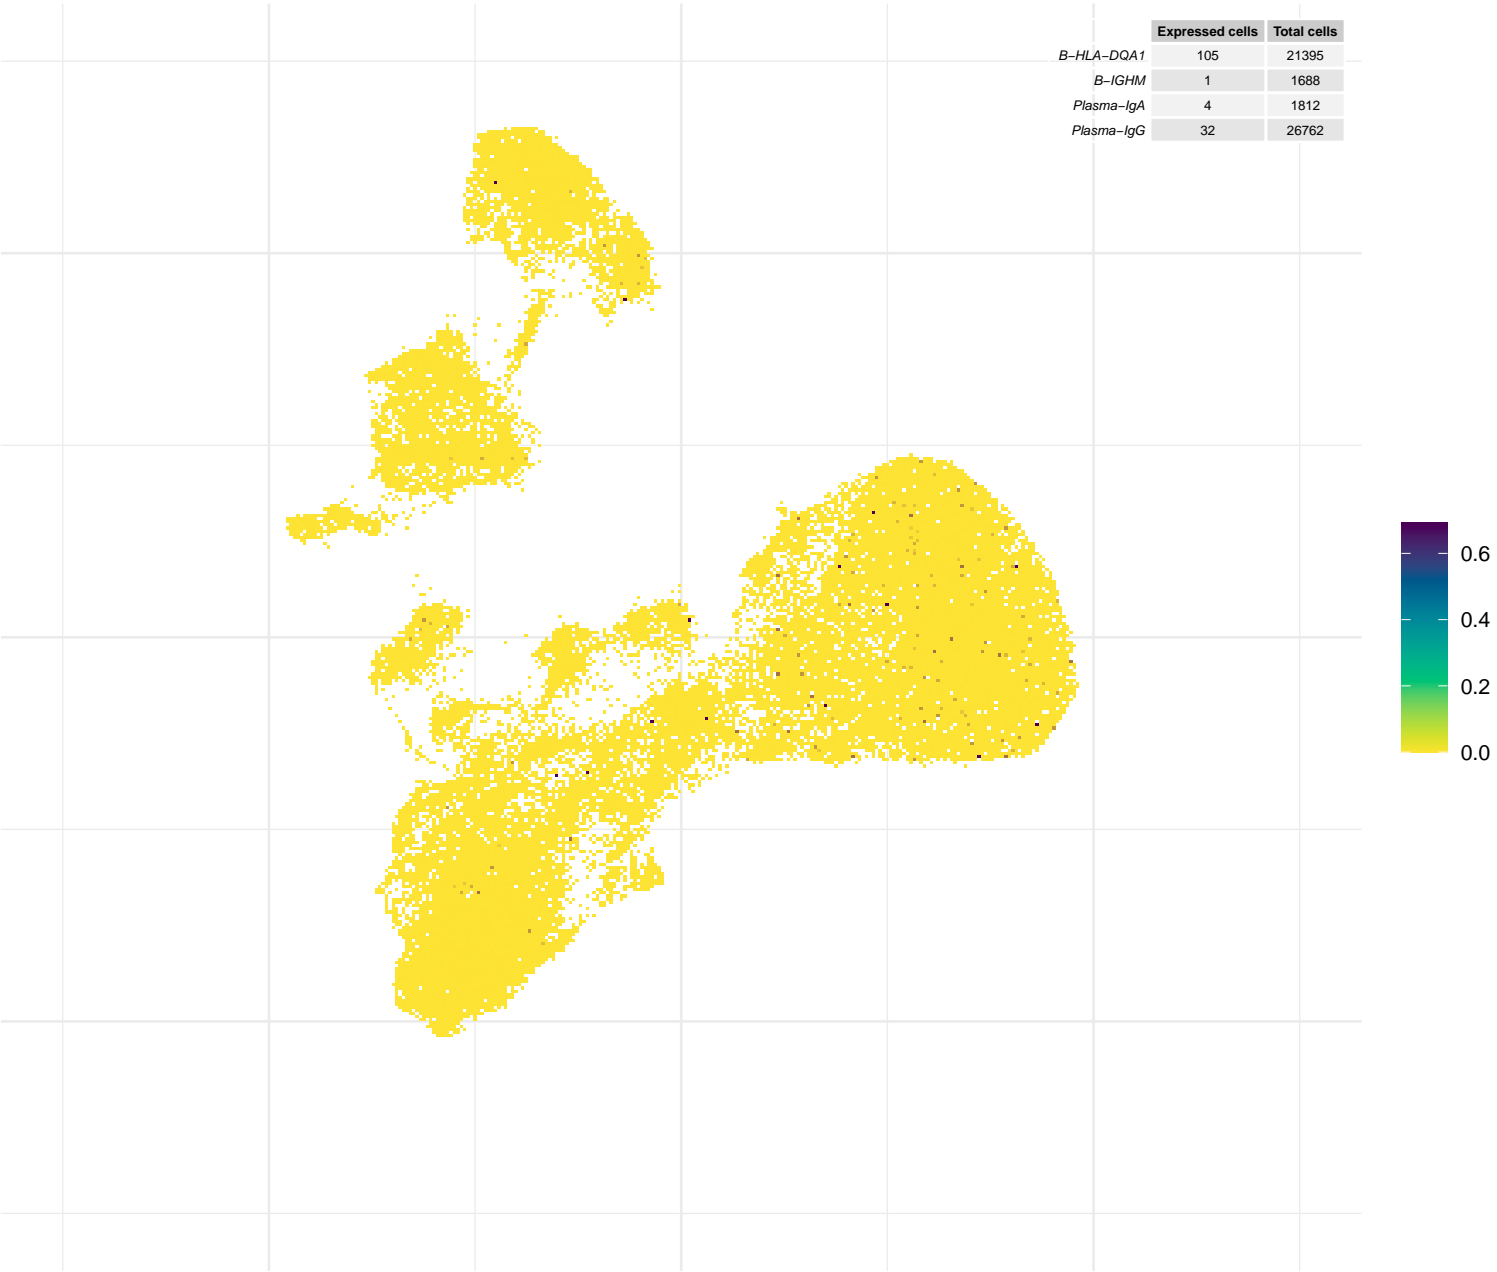 Expressed cells Total cells
B−HLA−DQA1 105 21395
B−IGHM 1 1688
Plasma−IgA 4 1812
Plasma−IgG 32 26762
0.6
0.4
0.2
0.0